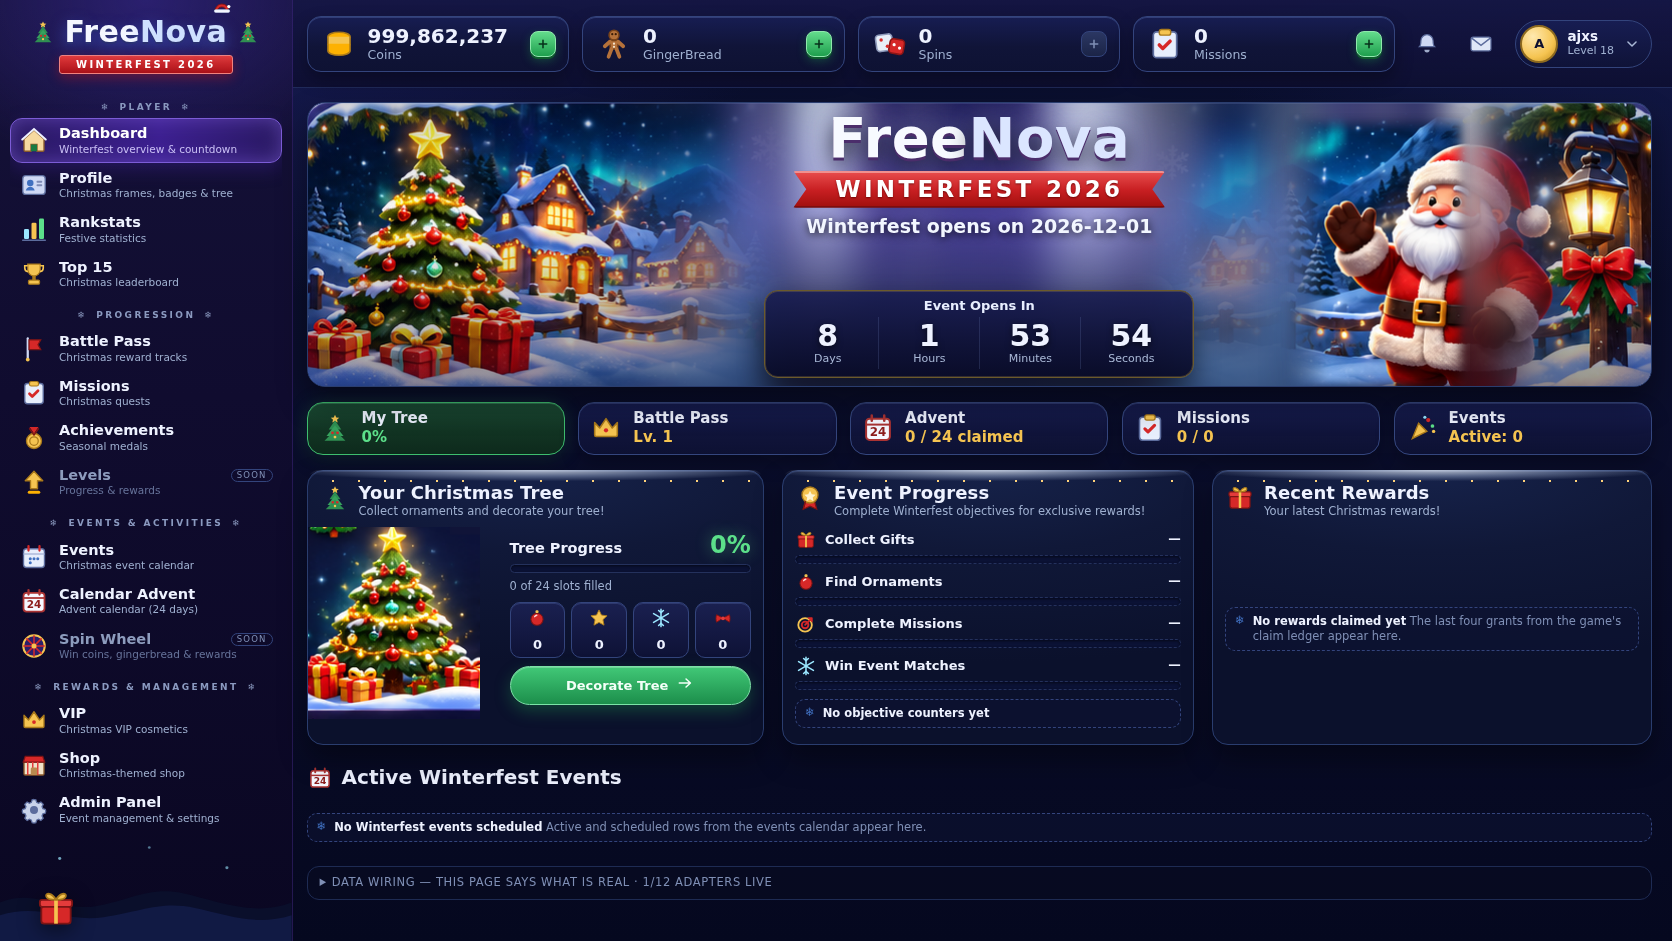 FreeNova
WINTERFEST 2026
PLAYER
Dashboard
Winterfest overview & countdown
Profile
Christmas frames, badges & tree
Rankstats
Festive statistics
Top 15
Christmas leaderboard
PROGRESSION
Battle Pass
Christmas reward tracks
Missions
Christmas quests
Achievements
Seasonal medals
Levels SOON
Progress & rewards
EVENTS & ACTIVITIES
Events
Christmas event calendar
24
Calendar Advent
Advent calendar (24 days)
Spin Wheel SOON
Win coins, gingerbread & rewards
REWARDS & MANAGEMENT
VIP
Christmas VIP cosmetics
Shop
Christmas-themed shop
Admin Panel
Event management & settings
999,862,237
Coins
+
0
GingerBread
+
0
Spins
+
0
Missions
+
A
ajxs
Level 18
FreeNova
WINTERFEST 2026
Winterfest opens on 2026-12-01
Event Opens In
8 1 53 54
Days Hours Minutes Seconds
My Tree
0%
Battle Pass
Lv. 1
24
Advent
0 / 24 claimed
Missions
0 / 0
Events
Active: 0
Your Christmas Tree
Collect ornaments and decorate your tree!
Tree Progress 0%
0 of 24 slots filled
0 0 0 0
Decorate Tree →
Event Progress
Complete Winterfest objectives for exclusive rewards!
Collect Gifts —
Find Ornaments —
Complete Missions —
Win Event Matches —
No objective counters yet
Recent Rewards
Your latest Christmas rewards!
No rewards claimed yet The last four grants from the game's
claim ledger appear here.
24
Active Winterfest Events
No Winterfest events scheduled Active and scheduled rows from the events calendar appear here.
▶ DATA WIRING — THIS PAGE SAYS WHAT IS REAL · 1/12 ADAPTERS LIVE